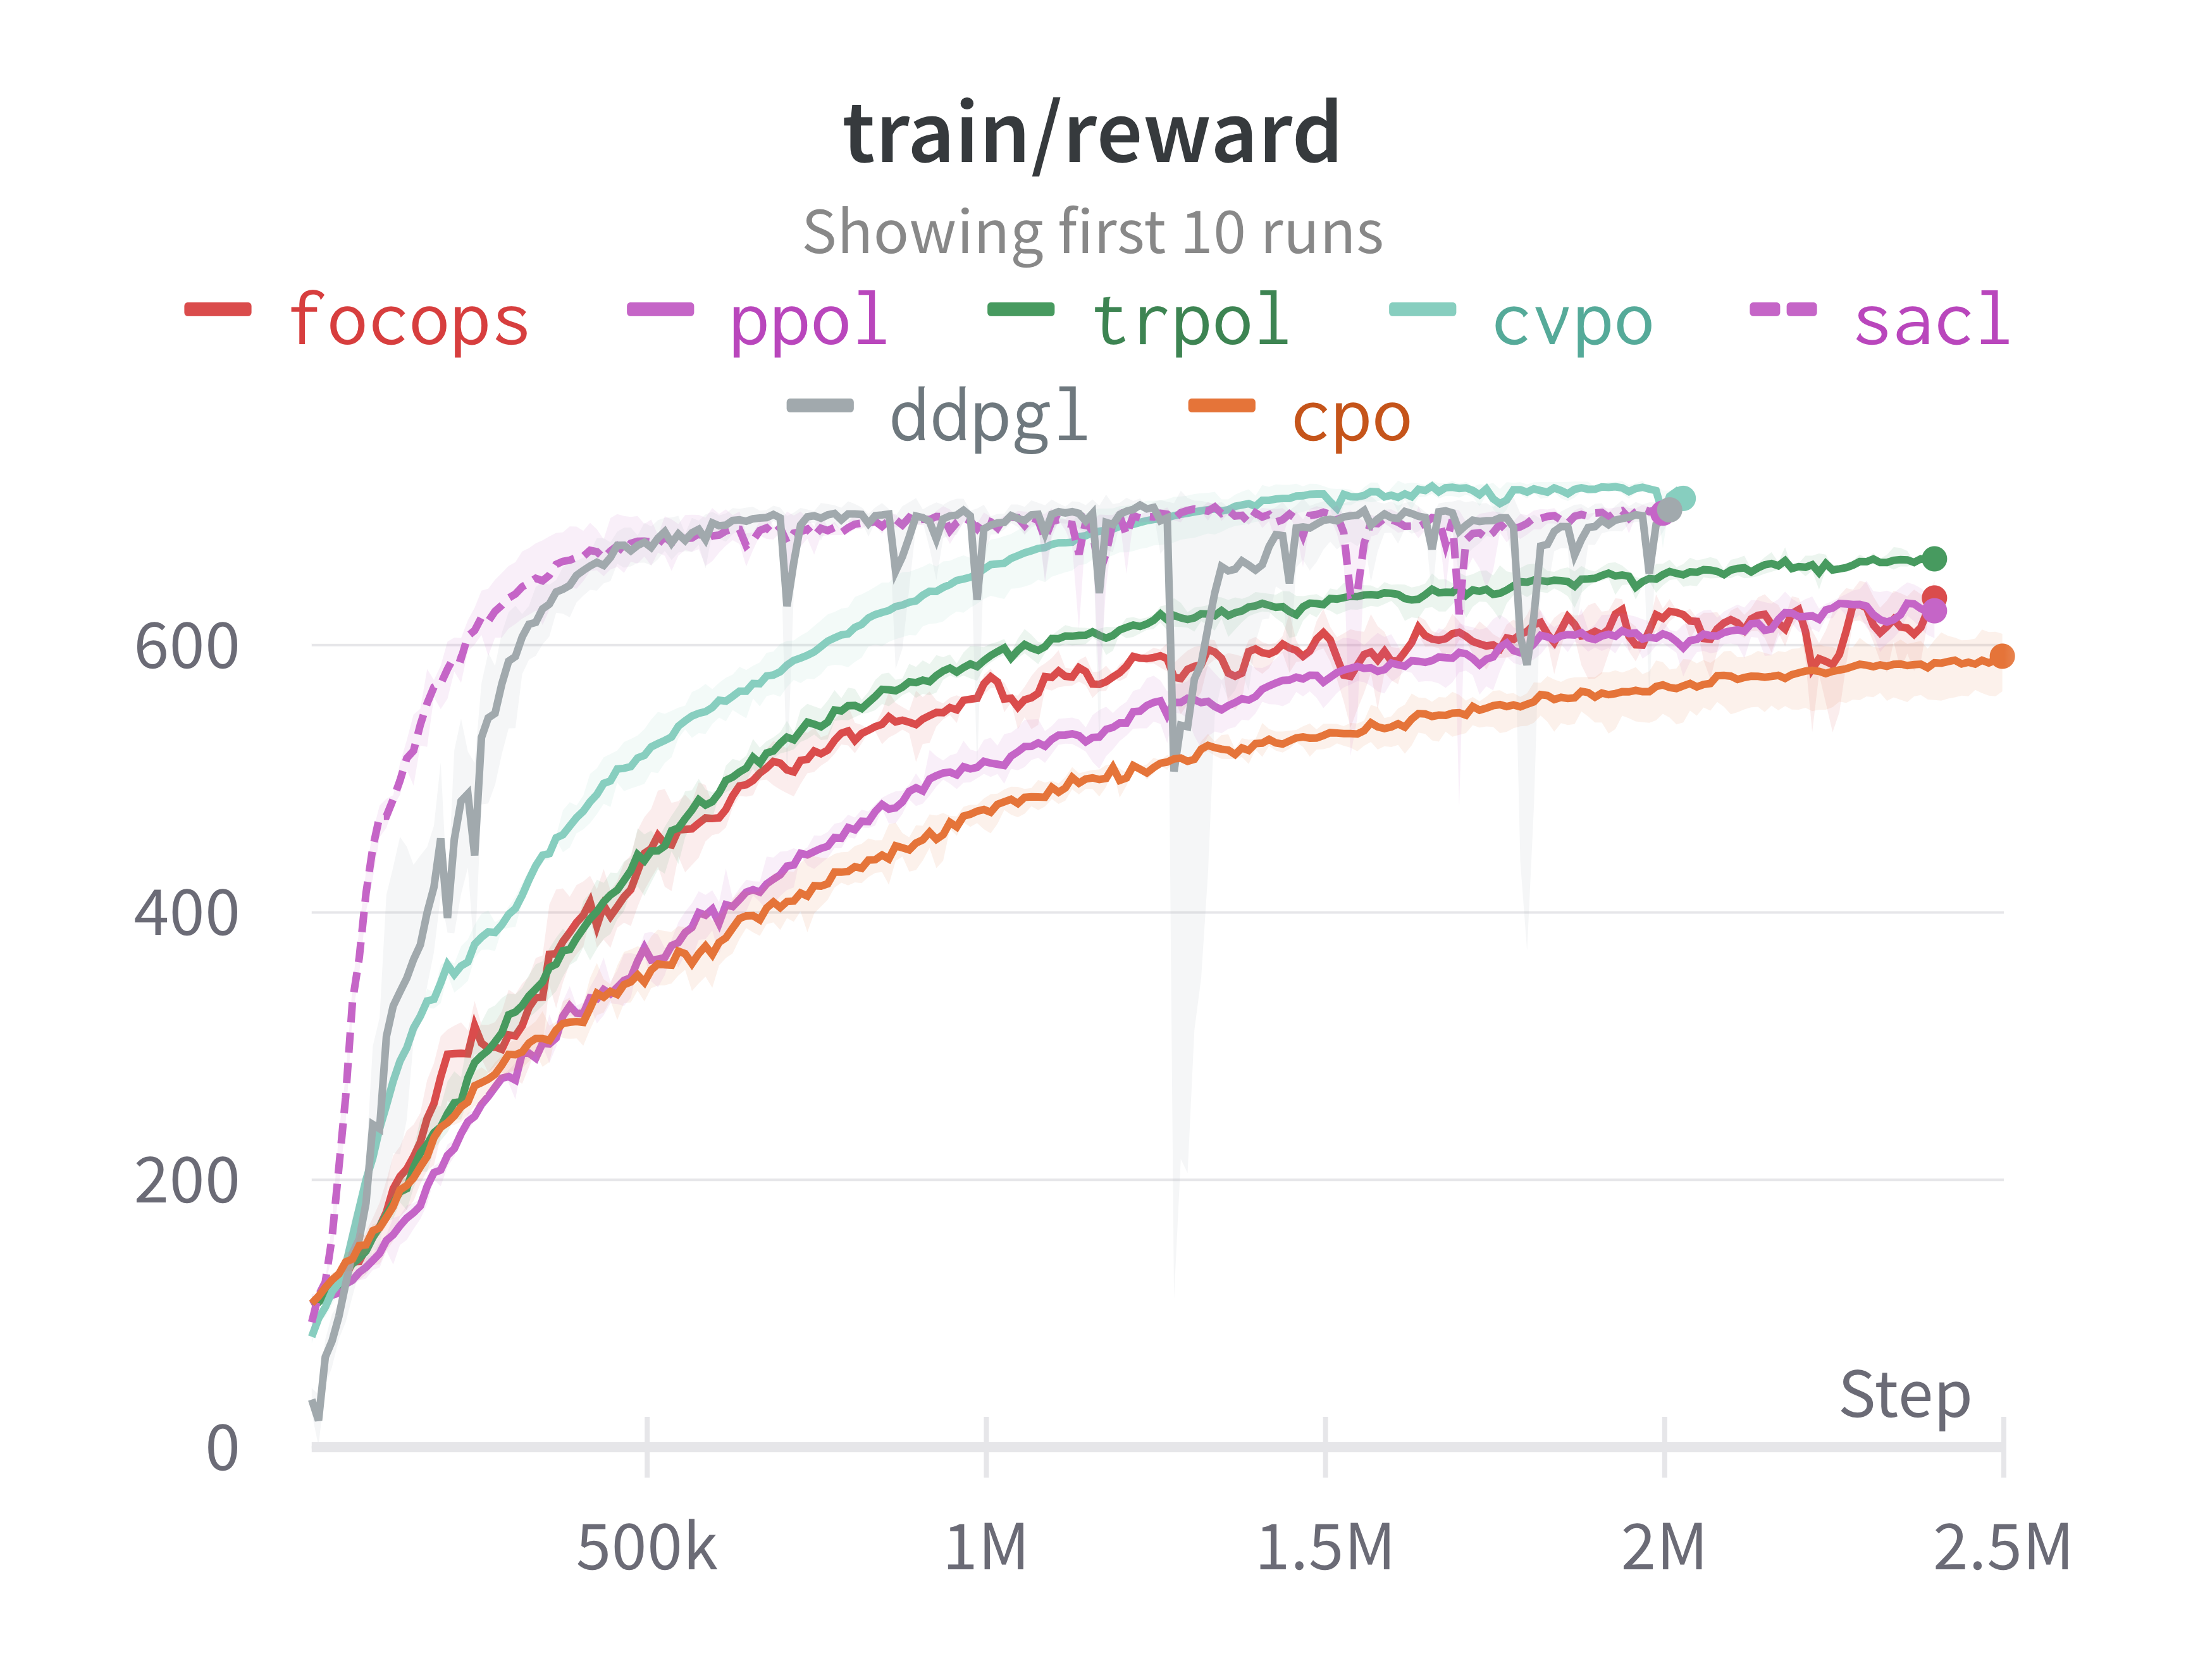 train/reward
Showing first 10 runs
focops ppol trpol cvpo sacl
ddpgl cpo
600
400
200
0
Step
500k 1M 1.5M 2M 2.5M